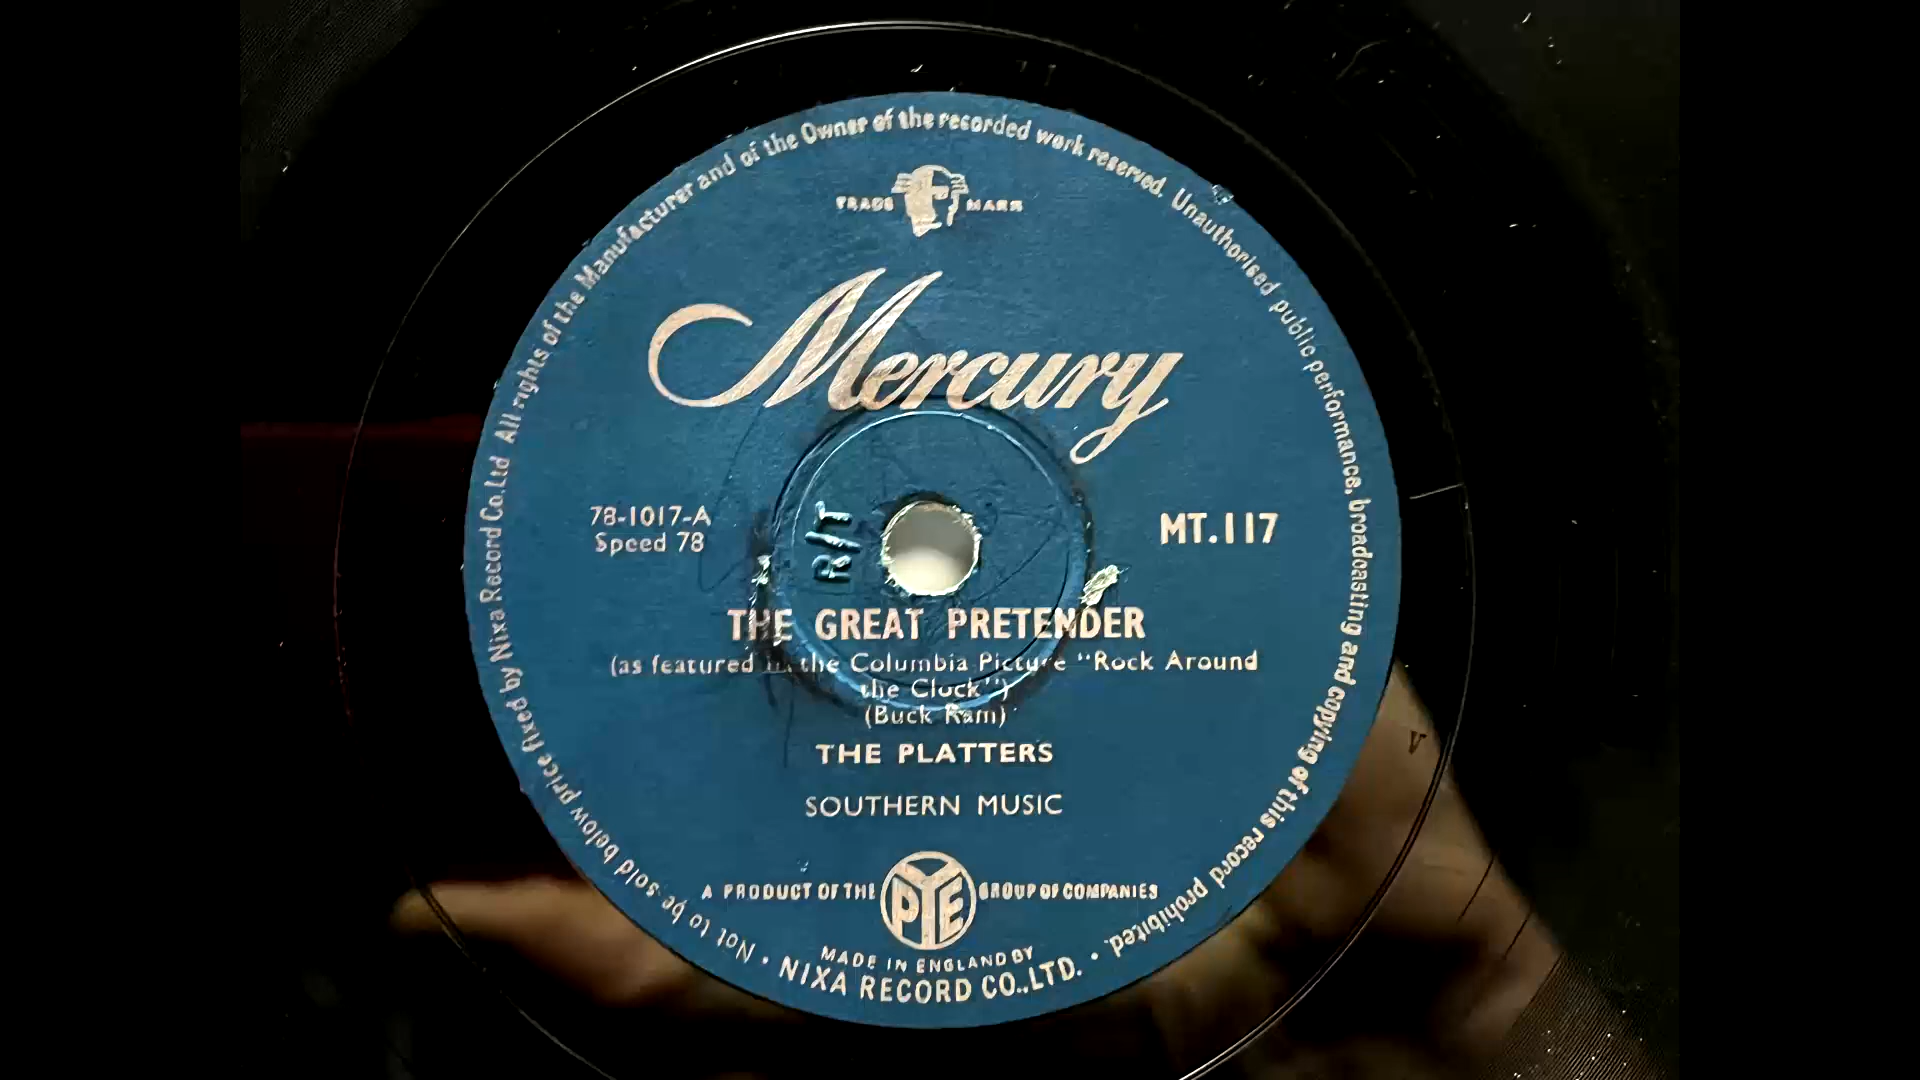 Not to be sold below price fixed by Nixa Record Co.Ltd All rights of the Manufacturer and of the Owner of the recorded work reserved. Unauthorised public performance, broadcasting and copying of this record prohibited.
TRADE MARK
Mercury
78-1017-A
Speed 78
MT.117
R/T
THE GREAT PRETENDER
(as featured in the Columbia Picture "Rock Around
the Clock")
(Buck Ram)
THE PLATTERS
SOUTHERN MUSIC
A PRODUCT OF THE PYE GROUP OF COMPANIES
MADE IN ENGLAND BY
• NIXA RECORD CO., LTD. •
V